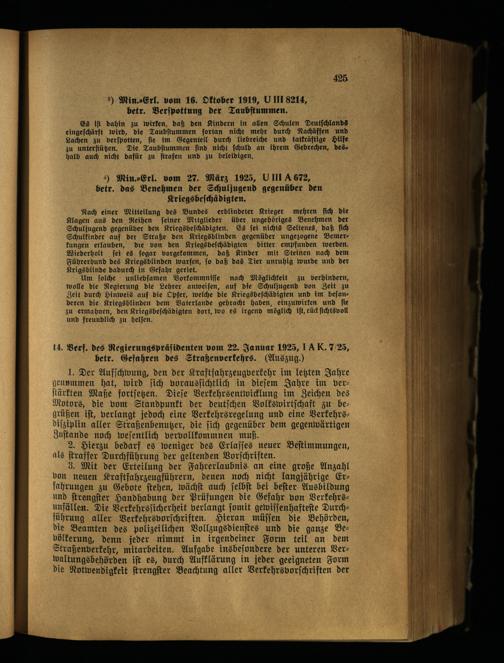 425
³) Min.-Erl. vom 16. Oktober 1919, U III 8214,
betr. Verspottung der Taubstummen.
Es ist dahin zu wirken, daß den Kindern in allen Schulen Deutschlands
eingeschärft wird, die Taubstummen fortan nicht mehr durch Nachäffen und
Lachen zu verspotten, sie im Gegenteil durch liebreiche und tatkräftige Hilfe
zu unterstützen. Die Taubstummen sind nicht schuld an ihrem Gebrechen, des-
halb auch nicht dafür zu strafen und zu beleidigen.
⁴) Min.-Erl. vom 27. März 1925, U III A 672,
betr. das Benehmen der Schuljugend gegenüber den
Kriegsbeschädigten.
Nach einer Mitteilung des Bundes erblindeter Krieger mehren sich die
Klagen aus den Reihen seiner Mitglieder über ungehöriges Benehmen der
Schuljugend gegenüber den Kriegsbeschädigten. Es sei nichts Seltenes, daß sich
Schulkinder auf der Straße den Kriegsblinden gegenüber ungezogene Bemer-
kungen erlauben, die von den Kriegsbeschädigten bitter empfunden werden.
Wiederholt sei es sogar vorgekommen, daß Kinder mit Steinen nach dem
Führerhund des Kriegsblinden warfen, so daß das Tier unruhig wurde und der
Krigsblinde dadurch in Gefahr geriet.
Um solche unliebsamen Vorkommnisse nach Möglichkeit zu verhindern,
wolle die Regierung die Lehrer anweisen, auf die Schuljugend von Zeit zu
Zeit durch Hinweis auf die Opfer, welche die Kriegsbeschädigten und im beson-
deren die Kriegsblinden dem Vaterlande gebracht haben, einzuwirken und sie
zu ermahnen, den Kriegsbeschädigten dort, wo es irgend möglich ist, rücksichtsvoll
und freundlich zu helfen.
14. Verf. des Regierungspräsidenten vom 22. Januar 1925, I A K. 7/25,
betr. Gefahren des Straßenverkehrs. (Auszug.)
1. Der Aufschwung, den der Kraftfahrzeugverkehr im letzten Jahre
genommen hat, wird sich voraussichtlich in diesem Jahre im ver-
stärkten Maße fortsetzen. Diese Verkehrsentwicklung im Zeichen des
Motors, die vom Standpunkt der deutschen Volkswirtschaft zu be-
grüßen ist, verlangt jedoch eine Verkehrsregelung und eine Verkehrs-
disziplin aller Straßenbenutzer, die sich gegenüber dem gegenwärtigen
Zustande noch wesentlich vervollkommnen muß.
2. Hierzu bedarf es weniger des Erlasses neuer Bestimmungen,
als straffer Durchführung der geltenden Vorschriften.
3. Mit der Erteilung der Fahrerlaubnis an eine große Anzahl
von neuen Kraftfahrzeugführern, denen noch nicht langjährige Er-
fahrungen zu Gebote stehen, wächst auch selbst bei bester Ausbildung
und strengster Handhabung der Prüfungen die Gefahr von Verkehrs-
unfällen. Die Verkehrssicherheit verlangt somit gewissenhafteste Durch-
führung aller Verkehrsvorschriften. Hieran müssen die Behörden,
die Beamten des polizeilichen Vollzugsdienstes und die ganze Be-
völkerung, denn jeder nimmt in irgendeiner Form teil an dem
Straßenverkehr, mitarbeiten. Aufgabe insbesondere der unteren Ver-
waltungsbehörden ist es, durch Aufklärung in jeder geeigneten Form
die Notwendigkeit strengster Beachtung aller Verkehrsvorschriften der